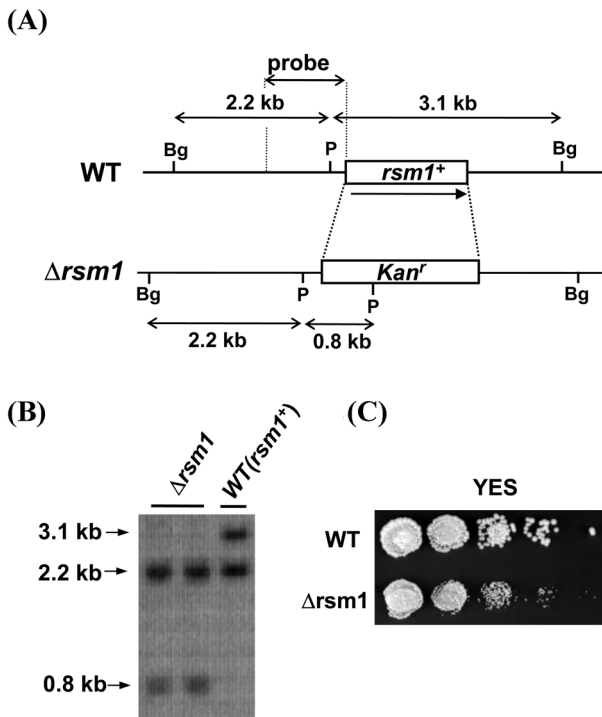 (A)
probe
2.2 kb 3.1 kb
Bg P Bg
WT rsm1⁺
Δrsm1 Kanʳ
Bg P P Bg
2.2 kb 0.8 kb
(B) (C)
Δrsm1 WT(rsm1⁺)
3.1 kb
2.2 kb
0.8 kb
YES
WT
Δrsm1